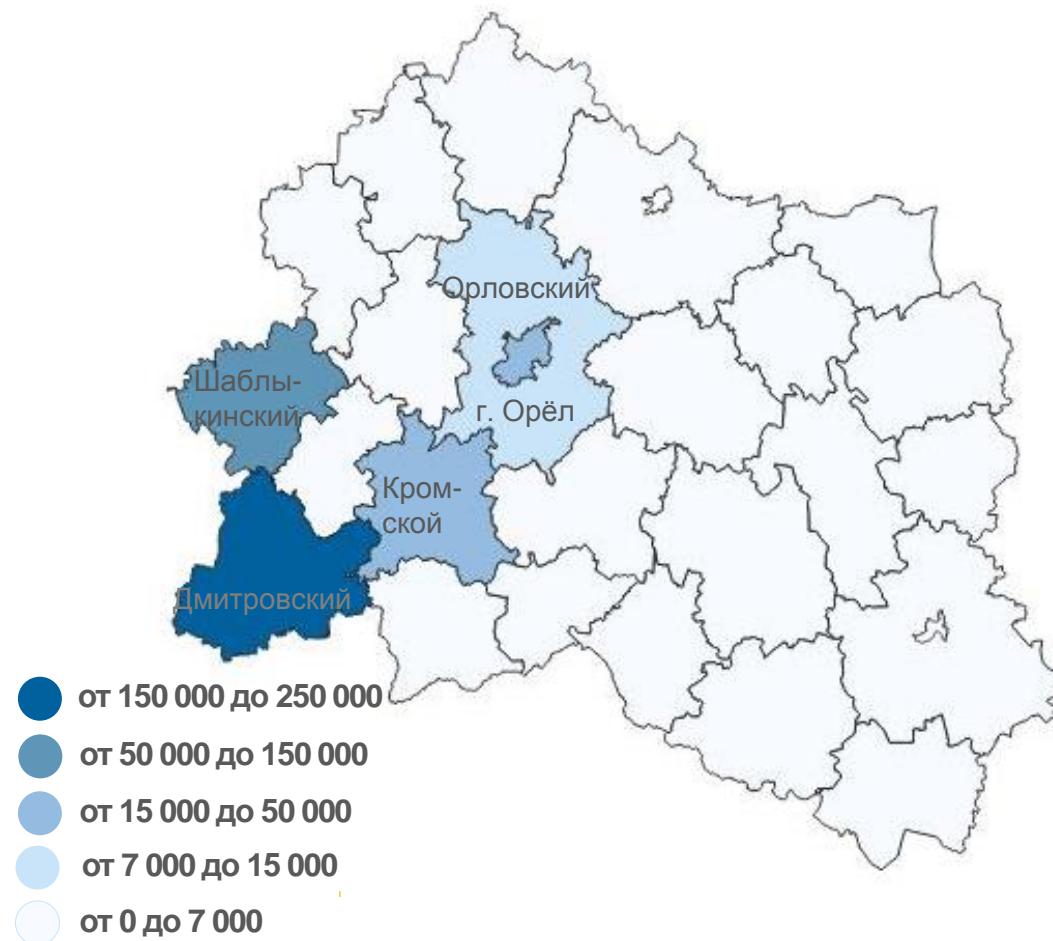 Орловский
Шаблы-
кинский
г. Орёл
Кром-
ской
Дмитровский
от 150 000 до 250 000
от 50 000 до 150 000
от 15 000 до 50 000
от 7 000 до 15 000
от 0 до 7 000